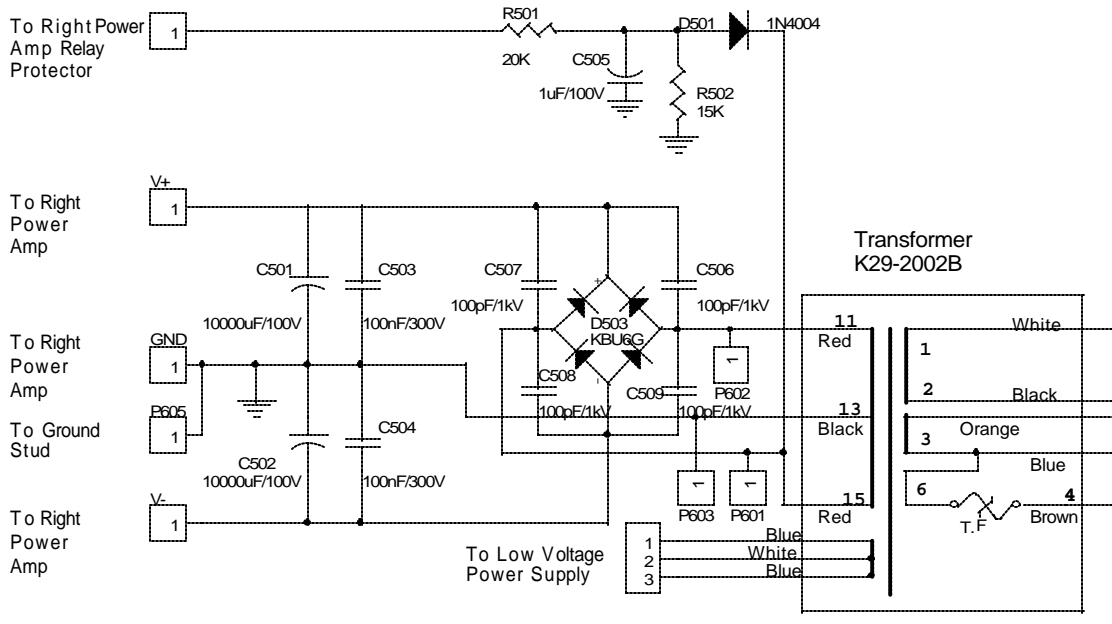 To Right Power
Amp Relay
Protector
1
R501
20K
C505
1uF/100V
D501
1N4004
R502
15K
To Right
Power
Amp
V+
1
C501
10000uF/100V
C503
100nF/300V
C507
100pF/1kV
+
D503
KBU6G
-
C506
100pF/1kV
Transformer
K29-2002B
To Right
Power
Amp
GND
1
P605
1
To Ground
Stud
C502
10000uF/100V
C504
100nF/300V
C508
100pF/1kV
C509
100pF/1kV
1
P602
11
Red
13
Black
15
Red
1
White
2
Black
Orange
3
Blue
6
4
T.F
Brown
1
P603
1
P601
To Right
Power
Amp
V-
1
To Low Voltage
Power Supply
1
2
3
Blue
White
Blue